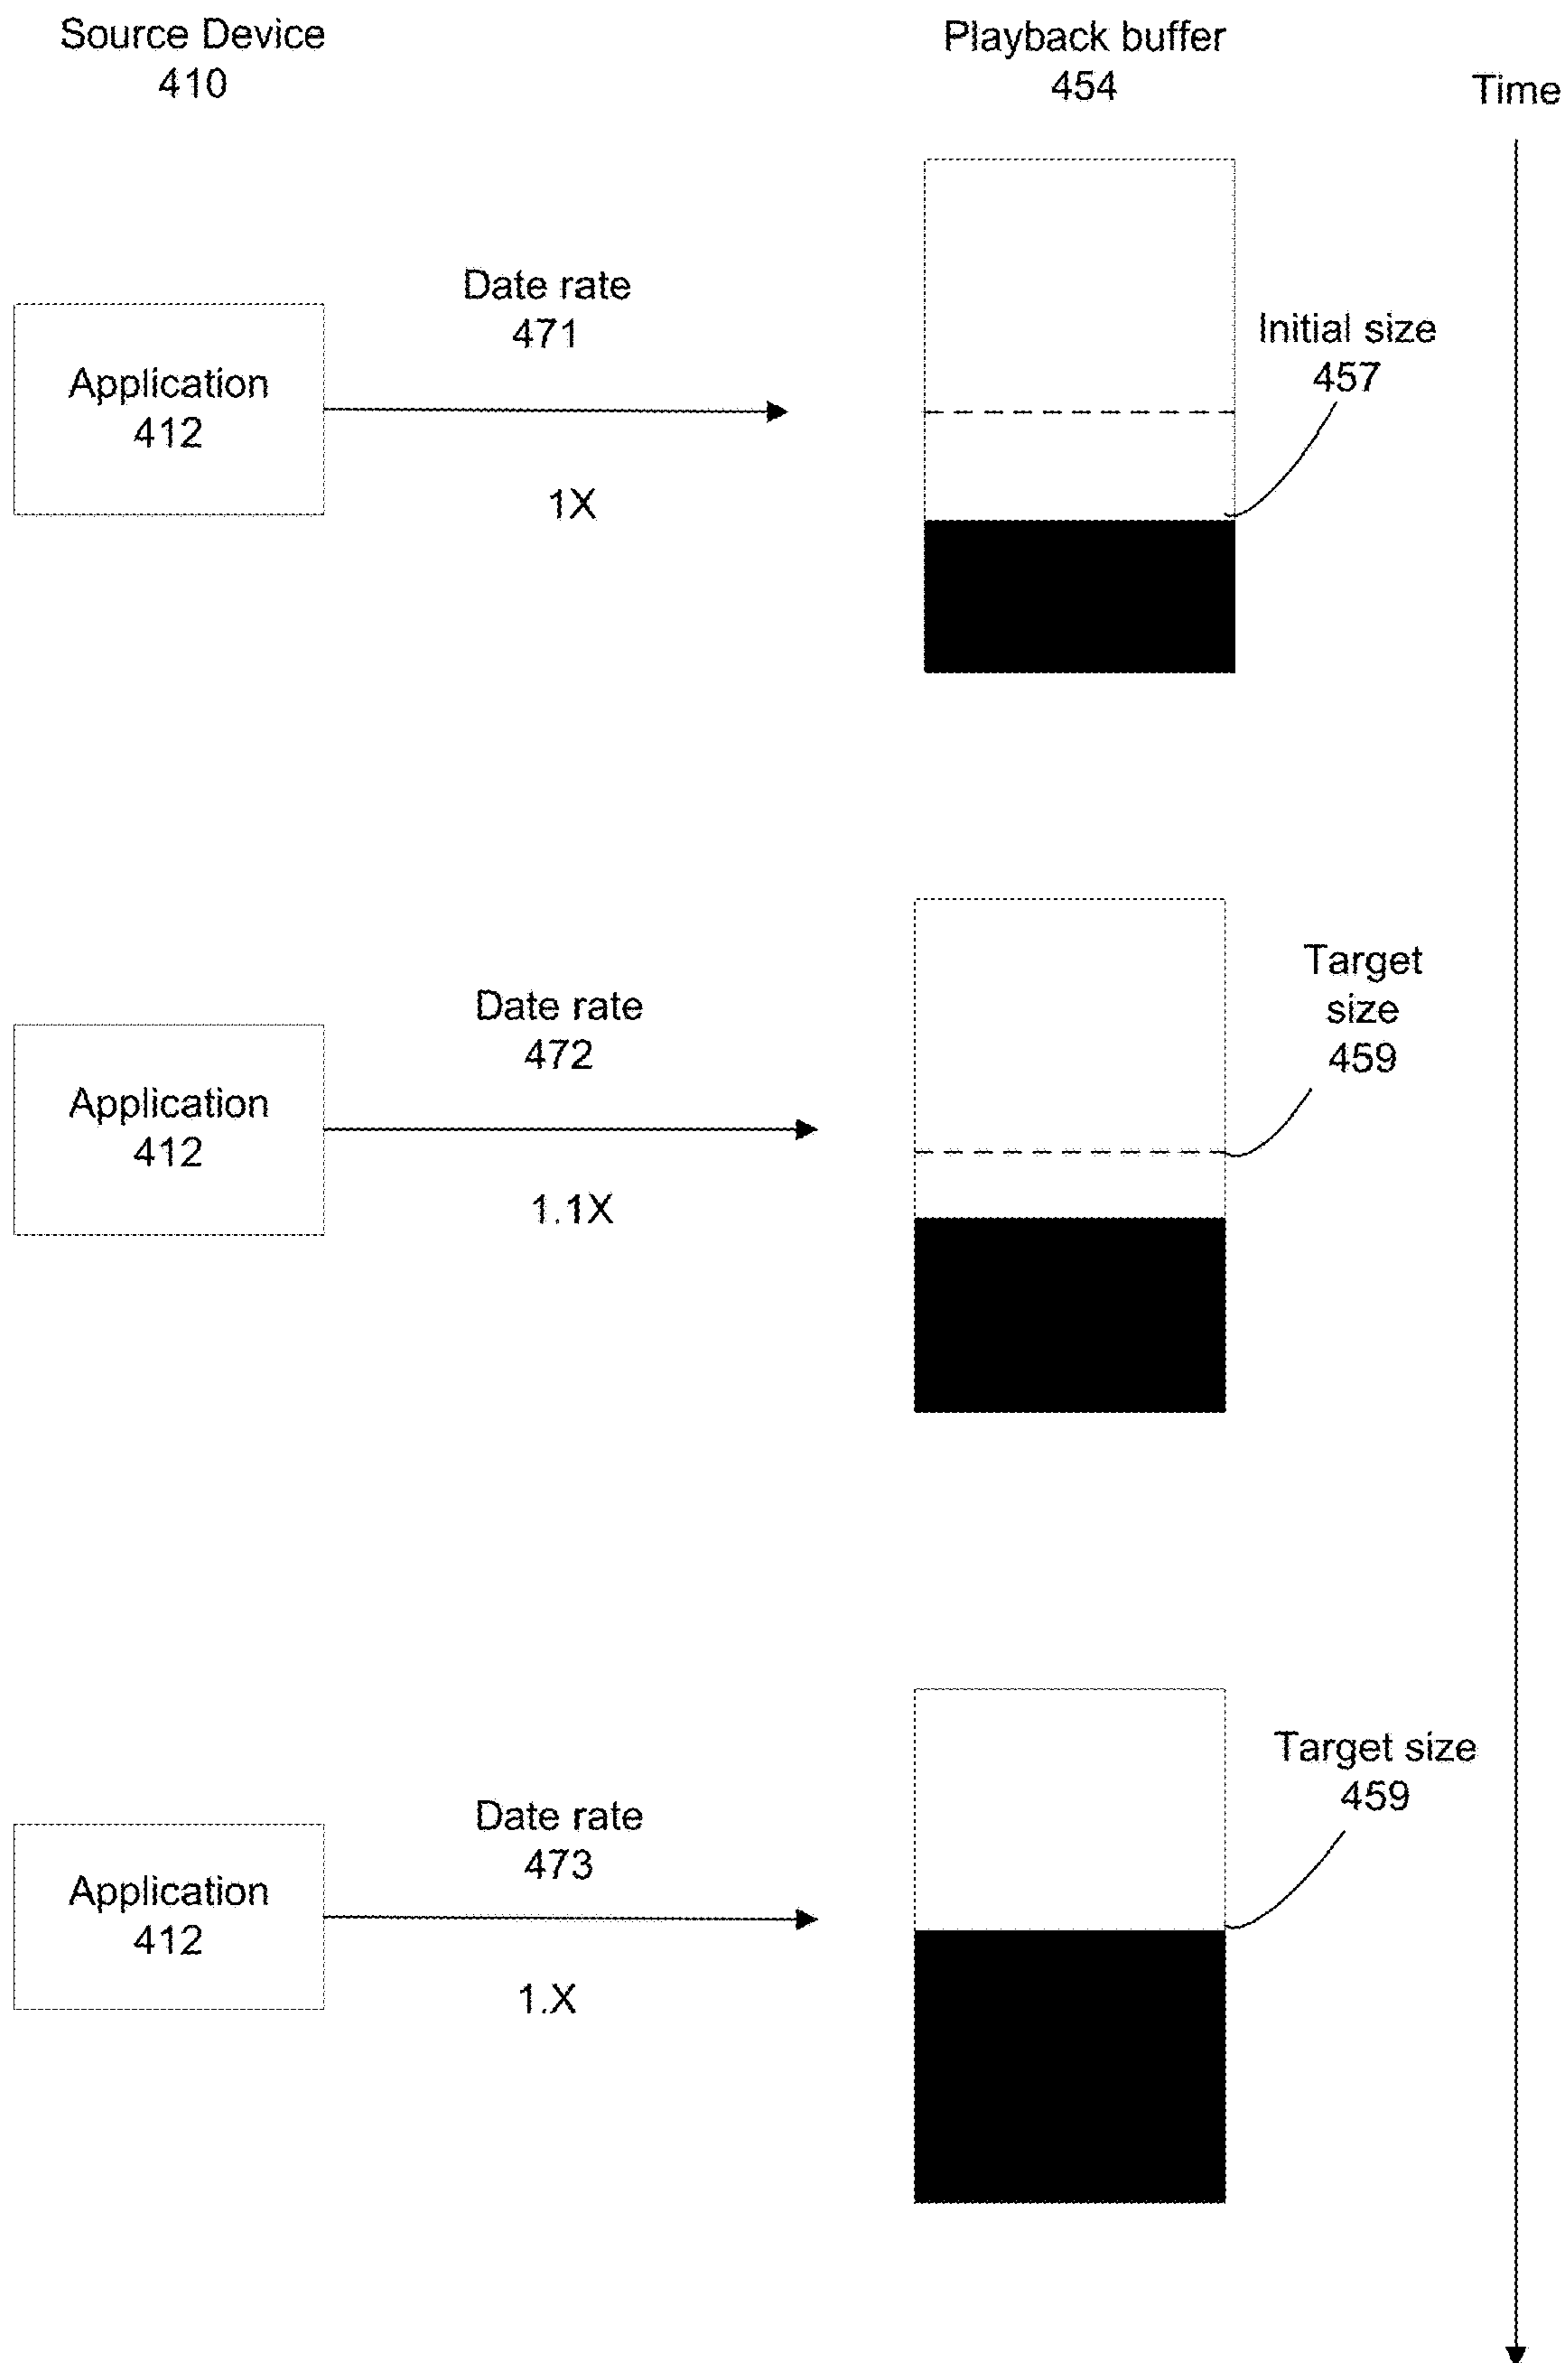 Source Device
410
Playback buffer
454
Time
Date rate
471
Initial size
457
Application
412
1X
Target
size
459
Date rate
472
Application
412
1.1X
Target size
459
Date rate
473
Application
412
1.X